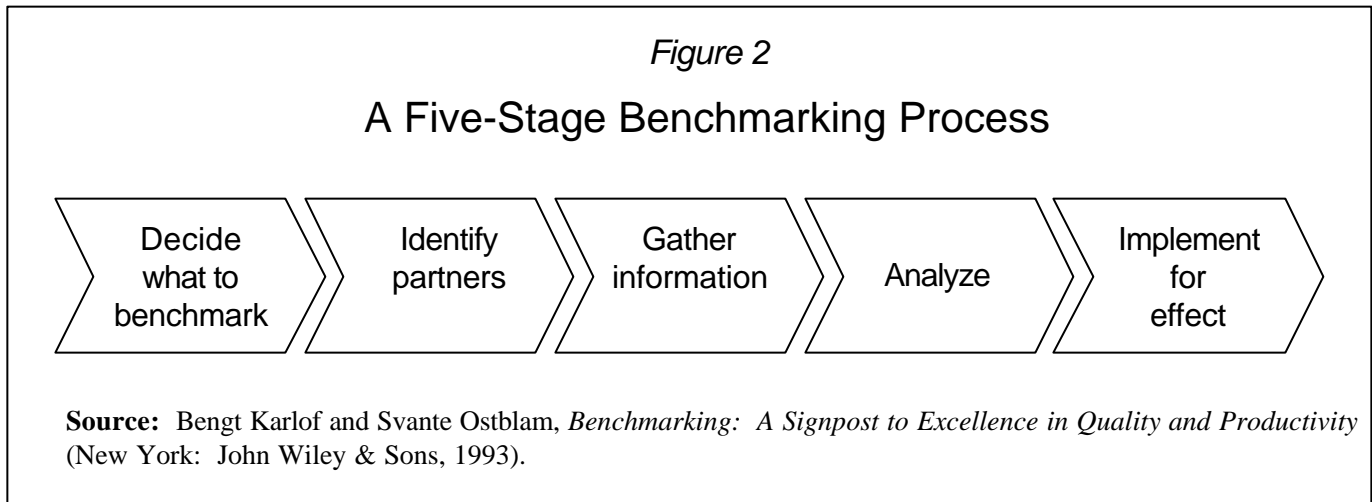 Figure 2
A Five-Stage Benchmarking Process
Decide
what to
benchmark
Identify
partners
Gather
information
Analyze
Implement
for
effect
Source: Bengt Karlof and Svante Ostblam, Benchmarking: A Signpost to Excellence in Quality and Productivity
(New York: John Wiley & Sons, 1993).